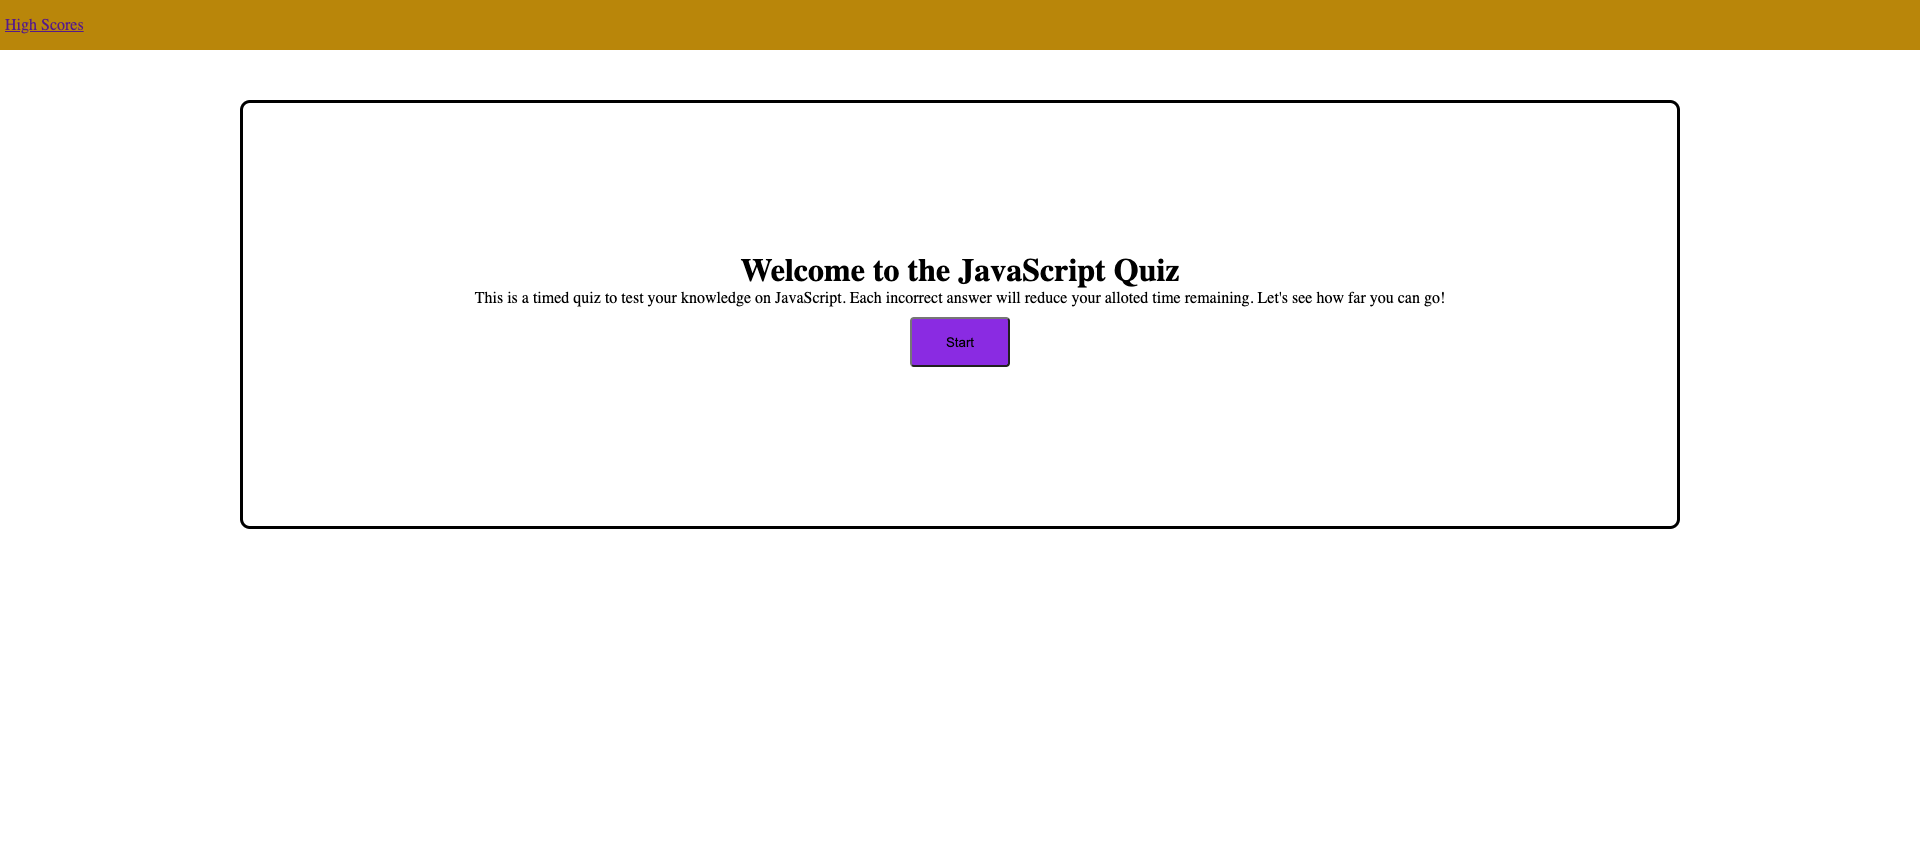 High Scores
Welcome to the JavaScript Quiz
This is a timed quiz to test your knowledge on JavaScript. Each incorrect answer will reduce your alloted time remaining. Let's see how far you can go!
Start